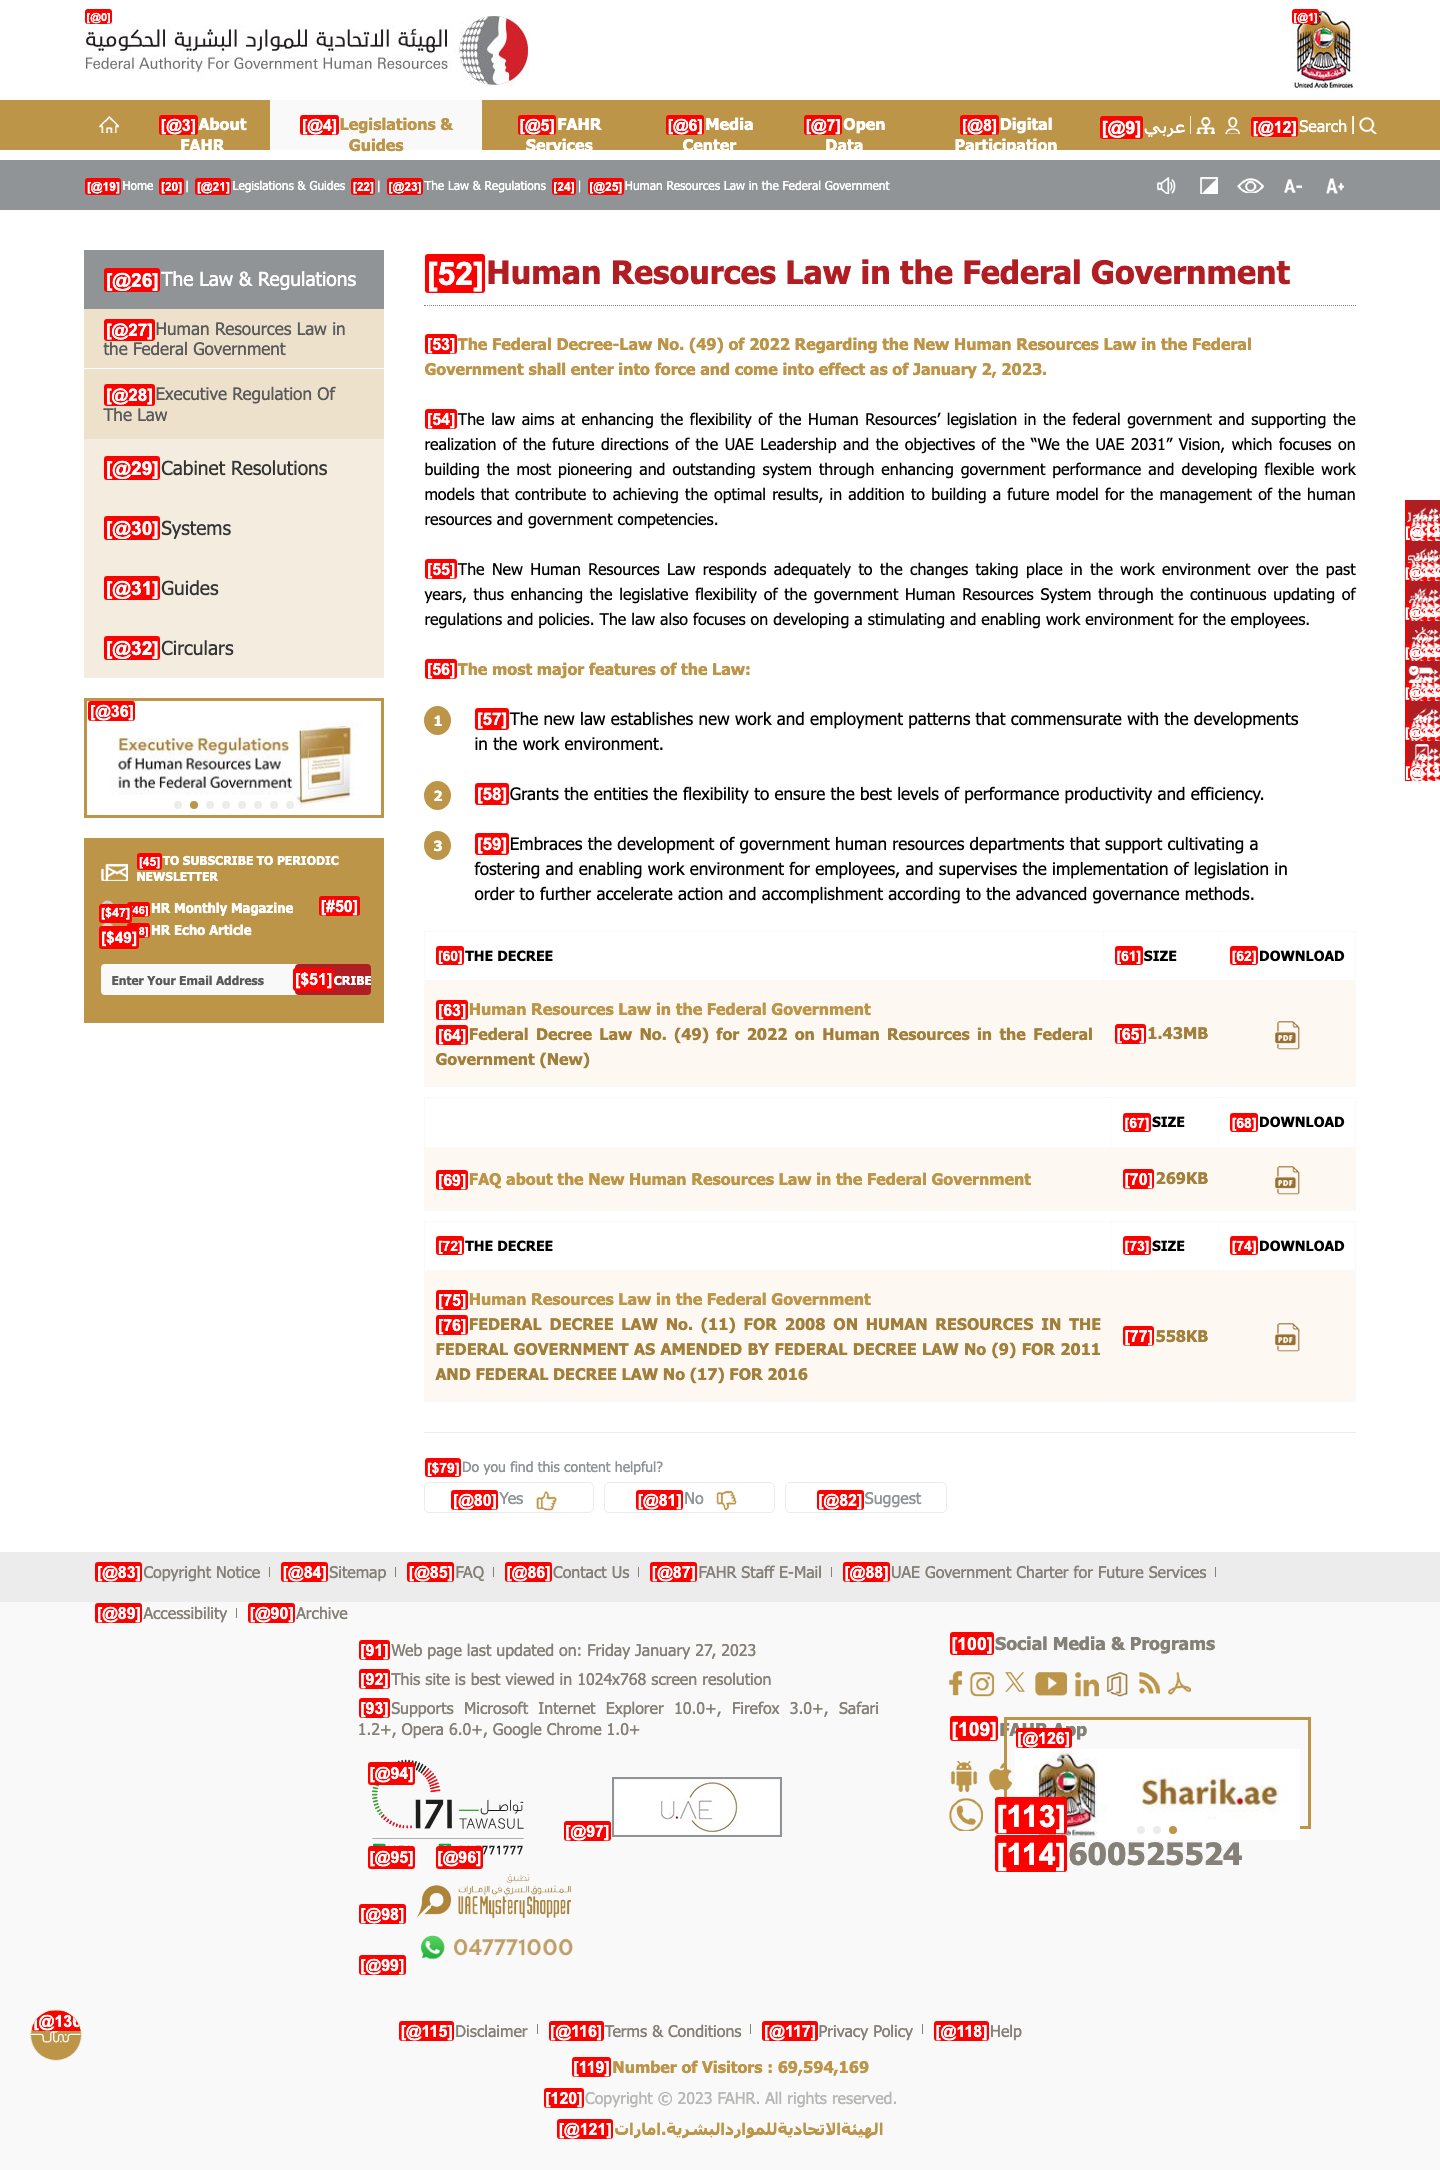 [@0]
الهيئة الاتحادية للموارد البشرية الحكومية
Federal Authority For Government Human Resources
[@1]
United Arab Emirates
[@3]About FAHR
[@4]Legislations & Guides
[@5]FAHR Services
[@6]Media Center
[@7]Open Data
[@8]Digital Participation
[@9]عربي
[@12]Search
[@19]Home [20]| [@21]Legislations & Guides [22]| [@23]The Law & Regulations [24]| [@25]Human Resources Law in the Federal Government
A- A+
[@26]The Law & Regulations
[@27]Human Resources Law in
the Federal Government
[@28]Executive Regulation Of
The Law
[@29]Cabinet Resolutions
[@30]Systems
[@31]Guides
[@32]Circulars
[@36]
Executive Regulations
of Human Resources Law
in the Federal Government
[45]TO SUBSCRIBE TO PERIODIC
NEWSLETTER
[$47]46]HR Monthly Magazine [#50]
[$49]8]HR Echo Article
Enter Your Email Address [$51]CRIBE
[52]Human Resources Law in the Federal Government
[53]The Federal Decree-Law No. (49) of 2022 Regarding the New Human Resources Law in the Federal
Government shall enter into force and come into effect as of January 2, 2023.
[54]The law aims at enhancing the flexibility of the Human Resources’ legislation in the federal government and supporting the
realization of the future directions of the UAE Leadership and the objectives of the “We the UAE 2031” Vision, which focuses on
building the most pioneering and outstanding system through enhancing government performance and developing flexible work
models that contribute to achieving the optimal results, in addition to building a future model for the management of the human
resources and government competencies.
[55]The New Human Resources Law responds adequately to the changes taking place in the work environment over the past
years, thus enhancing the legislative flexibility of the government Human Resources System through the continuous updating of
regulations and policies. The law also focuses on developing a stimulating and enabling work environment for the employees.
[56]The most major features of the Law:
1 [57]The new law establishes new work and employment patterns that commensurate with the developments
in the work environment.
2 [58]Grants the entities the flexibility to ensure the best levels of performance productivity and efficiency.
3 [59]Embraces the development of government human resources departments that support cultivating a
fostering and enabling work environment for employees, and supervises the implementation of legislation in
order to further accelerate action and accomplishment according to the advanced governance methods.
[60]THE DECREE [61]SIZE [62]DOWNLOAD
[63]Human Resources Law in the Federal Government
[64]Federal Decree Law No. (49) for 2022 on Human Resources in the Federal
Government (New)
[65]1.43MB
PDF
[67]SIZE [68]DOWNLOAD
[69]FAQ about the New Human Resources Law in the Federal Government [70]269KB
PDF
[72]THE DECREE [73]SIZE [74]DOWNLOAD
[75]Human Resources Law in the Federal Government
[76]FEDERAL DECREE LAW No. (11) FOR 2008 ON HUMAN RESOURCES IN THE
FEDERAL GOVERNMENT AS AMENDED BY FEDERAL DECREE LAW No (9) FOR 2011
AND FEDERAL DECREE LAW No (17) FOR 2016
[77]558KB
PDF
[$79]Do you find this content helpful?
[@80]Yes [@81]No [@82]Suggest
[@83]Copyright Notice [@84]Sitemap [@85]FAQ [@86]Contact Us [@87]FAHR Staff E-Mail [@88]UAE Government Charter for Future Services
[@89]Accessibility [@90]Archive
[91]Web page last updated on: Friday January 27, 2023
[92]This site is best viewed in 1024x768 screen resolution
[93]Supports Microsoft Internet Explorer 10.0+, Firefox 3.0+, Safari
1.2+, Opera 6.0+, Google Chrome 1.0+
[@94]
171 تواصل
TAWASUL
[@95] [@96]771777
[@97]
U.AE
[@98]
تطبيق
المتسوق السري في الإمارات
UAE Mystery Shopper
[@99]
047771000
[100]Social Media & Programs
[109]FAHR App
[@126]
Sharik.ae
[113]
[114]600525524
[@115]Disclaimer [@116]Terms & Conditions [@117]Privacy Policy [@118]Help
[119]Number of Visitors : 69,594,169
[120]Copyright © 2023 FAHR. All rights reserved.
[@121]الهيئةالاتحاديةللمواردالبشرية.امارات